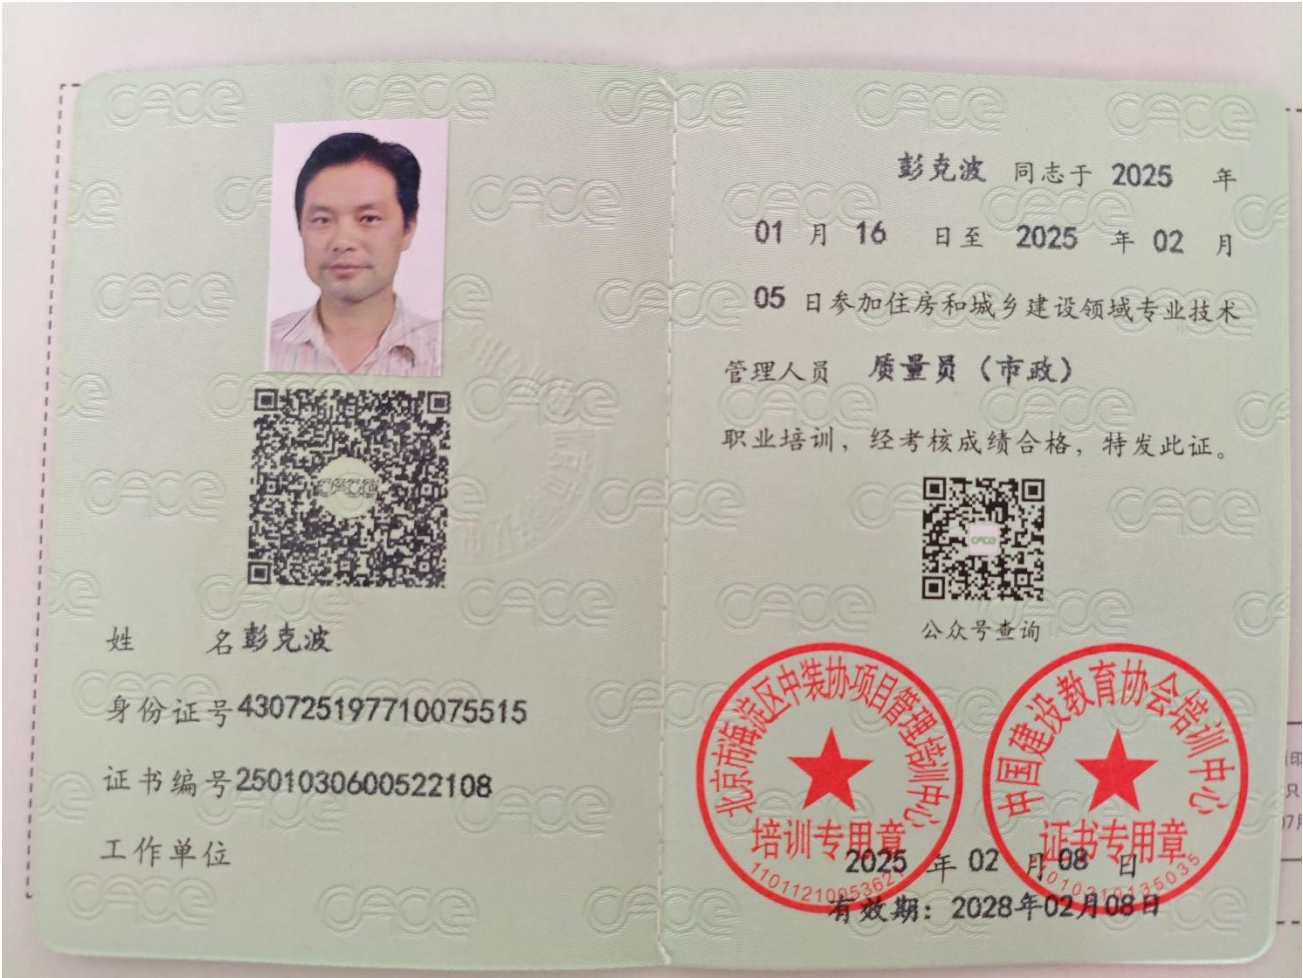 姓 名彭克波
身份证号430725197710075515
证书编号2501030600522108
工作单位
彭克波 同志于 2025 年
01 月 16 日至 2025 年 02 月
05 日参加住房和城乡建设领域专业技术
管理人员 质量员（市政）
职业培训，经考核成绩合格，特发此证。
CACE
公众号查询
北京市海淀区中装协项目管理培训中心
培训专用章
中国建设教育协会培训中心
证书专用章
2025 年 02 月 08 日
有效期：2028年02月08日